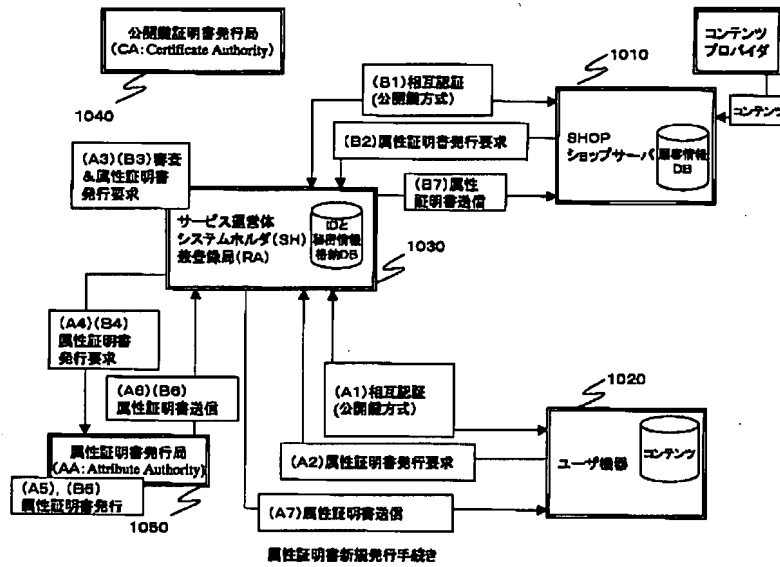 公開鍵証明書発行局
(CA: Certificate Authority)
1040
(B1)相互認証
(公開鍵方式)
1010
コンテンツ
プロバイダ
コンテンツ
(B2)属性証明書発行要求
SHOP
ショップサーバ
顧客情報
DB
(A3)(B3)審査
&属性証明書
発行要求
(B7)属性
証明書送信
サービス運営体
システムホルダ(SH)
兼登録局(RA)
IDと
秘密情報
格納DB
1030
(A4)(B4)
属性証明書
発行要求
(A6)(B6)
属性証明書送信
(A1)相互認証
(公開鍵方式)
1020
ユーザ機器
コンテンツ
(A2)属性証明書発行要求
属性証明書発行局
(AA: Attribute Authority)
(A5), (B5)
属性証明書発行
1050
(A7)属性証明書送信
属性証明書新規発行手続き